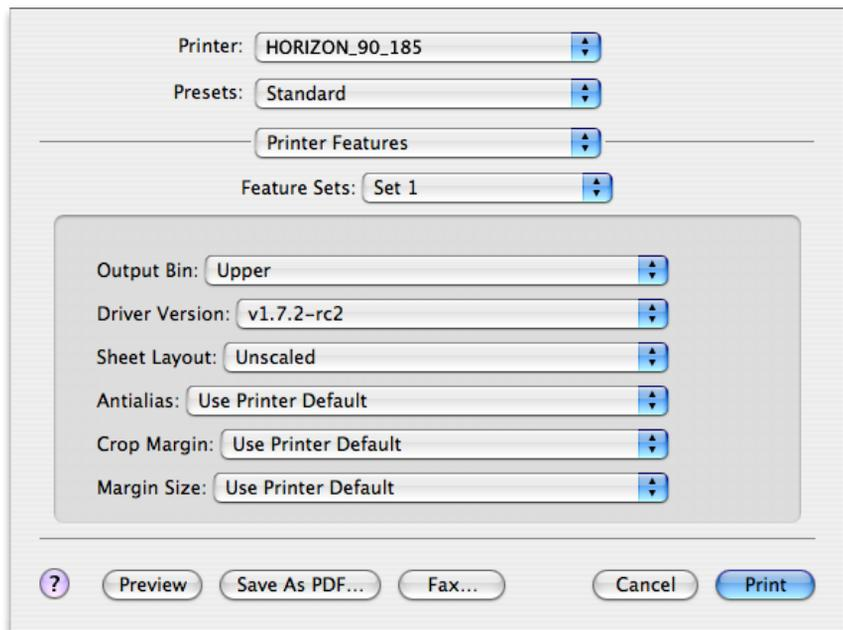 Printer: HORIZON_90_185
Presets: Standard
Printer Features
Feature Sets: Set 1
Output Bin: Upper
Driver Version: v1.7.2-rc2
Sheet Layout: Unscaled
Antialias: Use Printer Default
Crop Margin: Use Printer Default
Margin Size: Use Printer Default
? Preview Save As PDF... Fax... Cancel Print